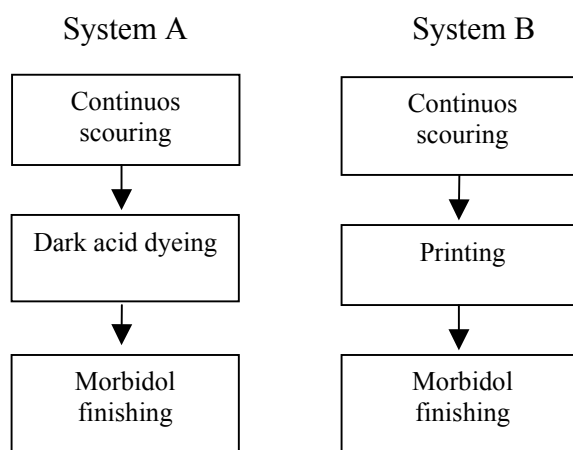 System A
Continuos
scouring
Dark acid dyeing
Morbidol
finishing
System B
Continuos
scouring
Printing
Morbidol
finishing